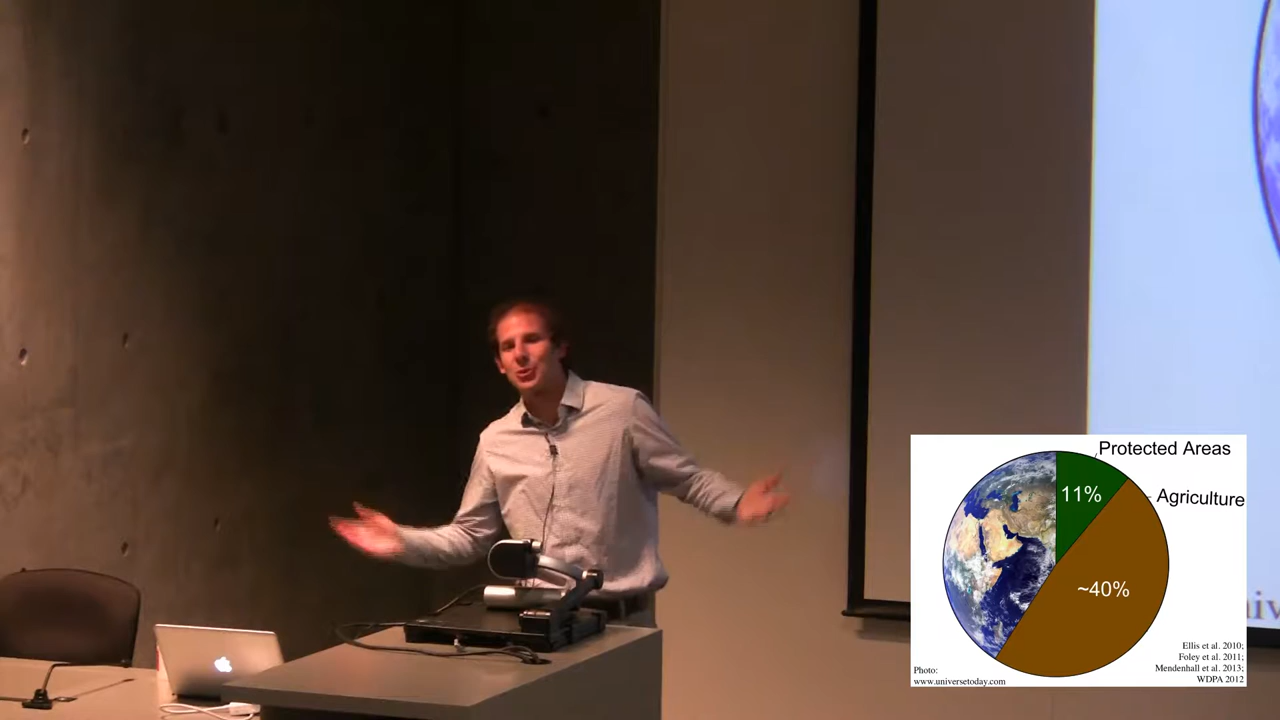 Protected Areas
11%
Agriculture
~40%
Ellis et al. 2010;
Foley et al. 2011;
Mendenhall et al. 2013;
WDPA 2012
Photo:
www.universetoday.com